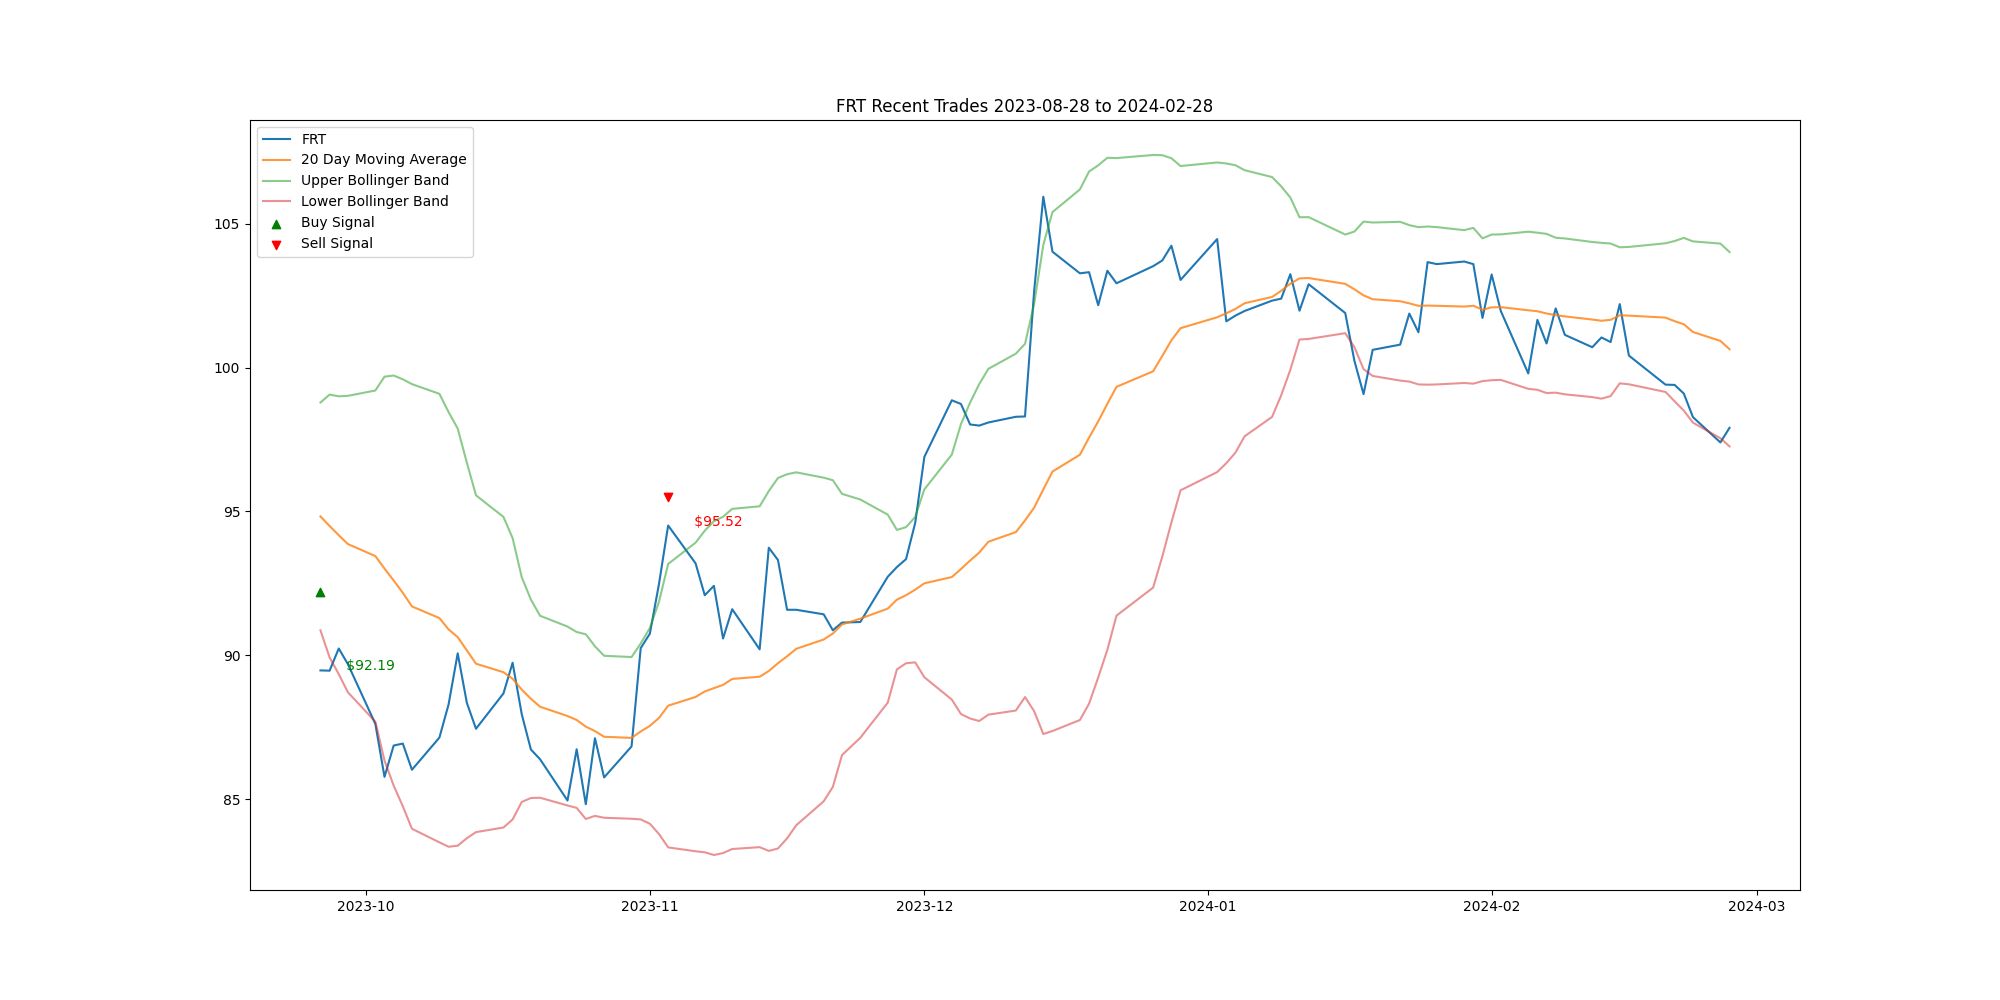 FRT Recent Trades 2023-08-28 to 2024-02-28
FRT
20 Day Moving Average
Upper Bollinger Band
Lower Bollinger Band
Buy Signal
Sell Signal
105
100
95
90
85
$95.52
$92.19
2023-10
2023-11
2023-12
2024-01
2024-02
2024-03